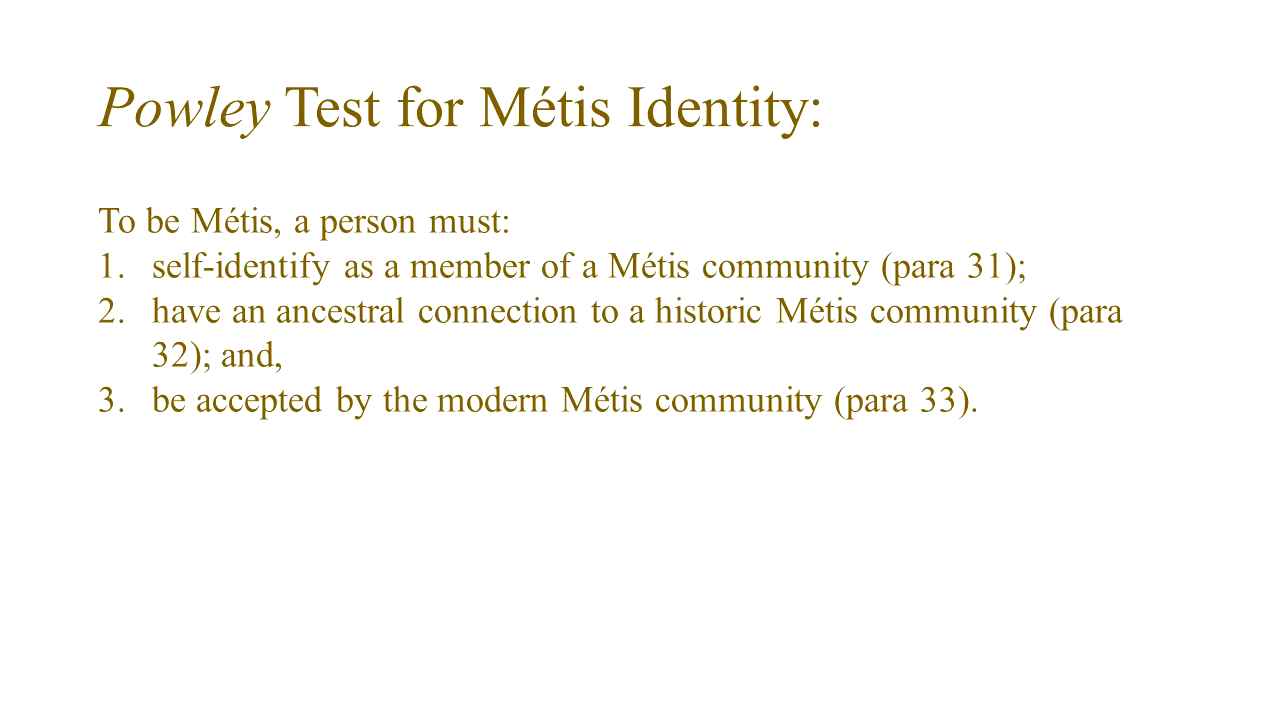 Powley Test for Métis Identity:
To be Métis, a person must:
1. self-identify as a member of a Métis community (para 31);
2. have an ancestral connection to a historic Métis community (para
32); and,
3. be accepted by the modern Métis community (para 33).